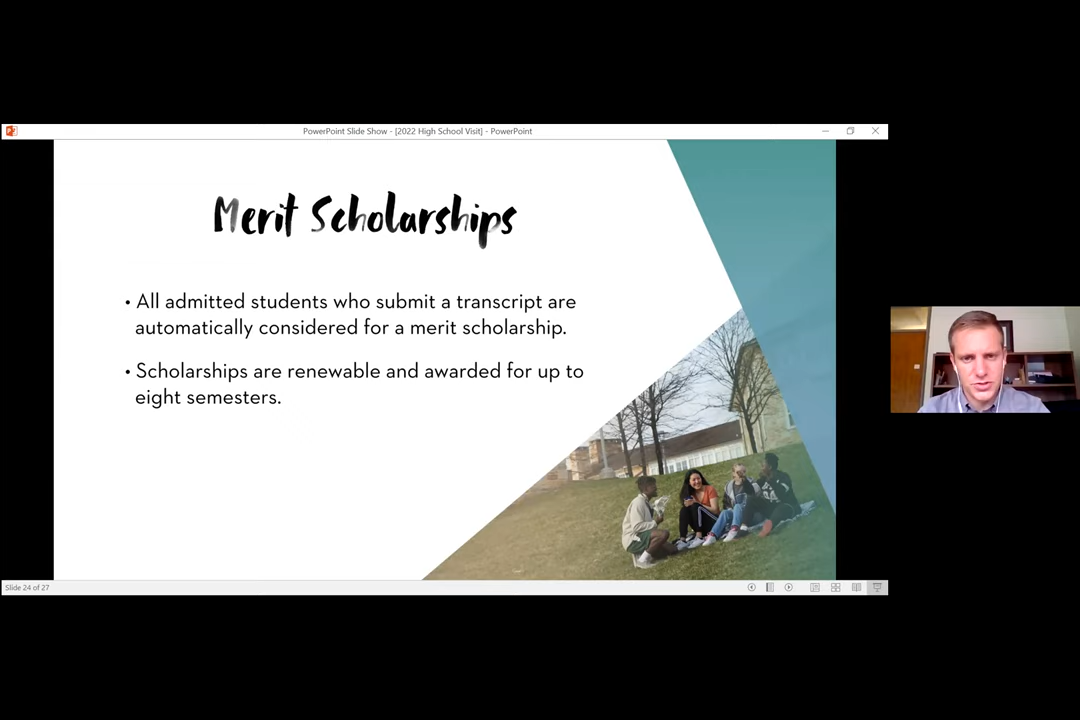 PowerPoint Slide Show - [2022 High School Visit] - PowerPoint
Merit Scholarships
• All admitted students who submit a transcript are
automatically considered for a merit scholarship.
• Scholarships are renewable and awarded for up to
eight semesters.
Slide 24 of 27